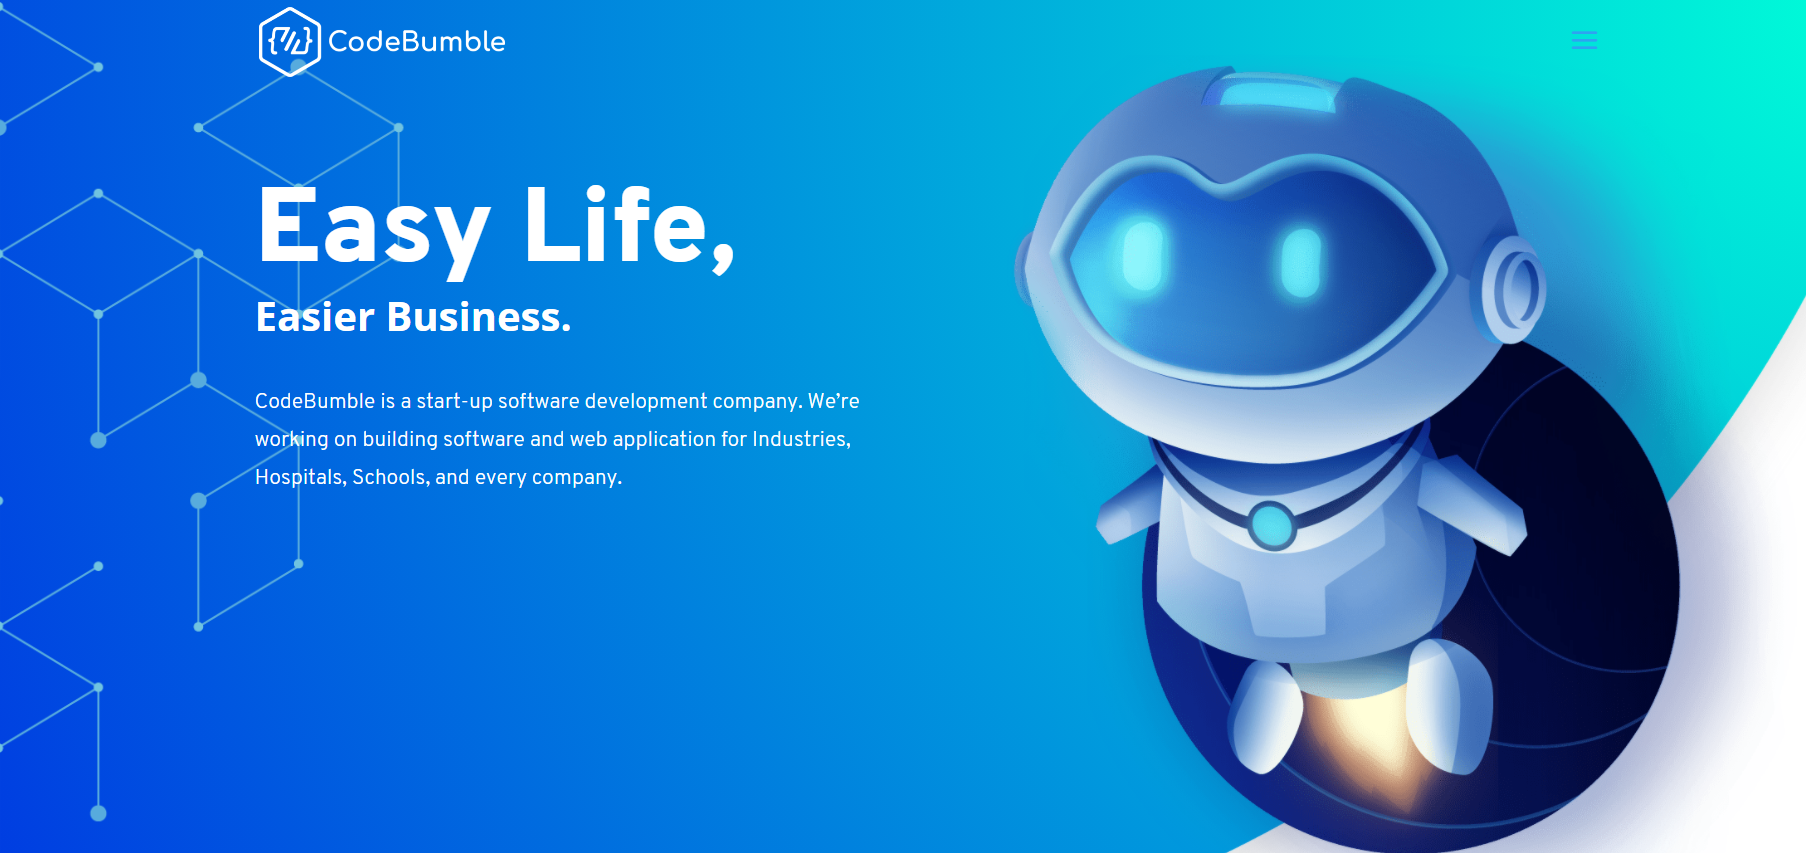 CodeBumble
Easy Life,
Easier Business.
CodeBumble is a start-up software development company. We’re
working on building software and web application for Industries,
Hospitals, Schools, and every company.